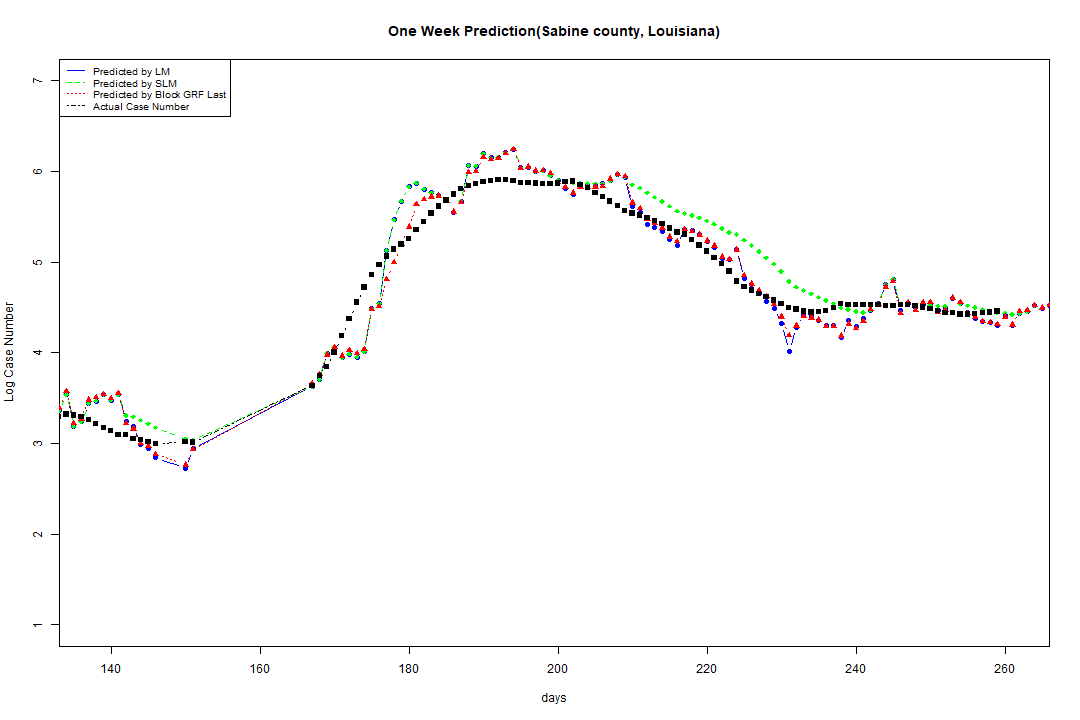 One Week Prediction(Sabine county, Louisiana)
Predicted by LM
Predicted by SLM
Predicted by Block GRF Last
Actual Case Number
7
6
5
4
3
2
1
Log Case Number
140 160 180 200 220 240 260
days